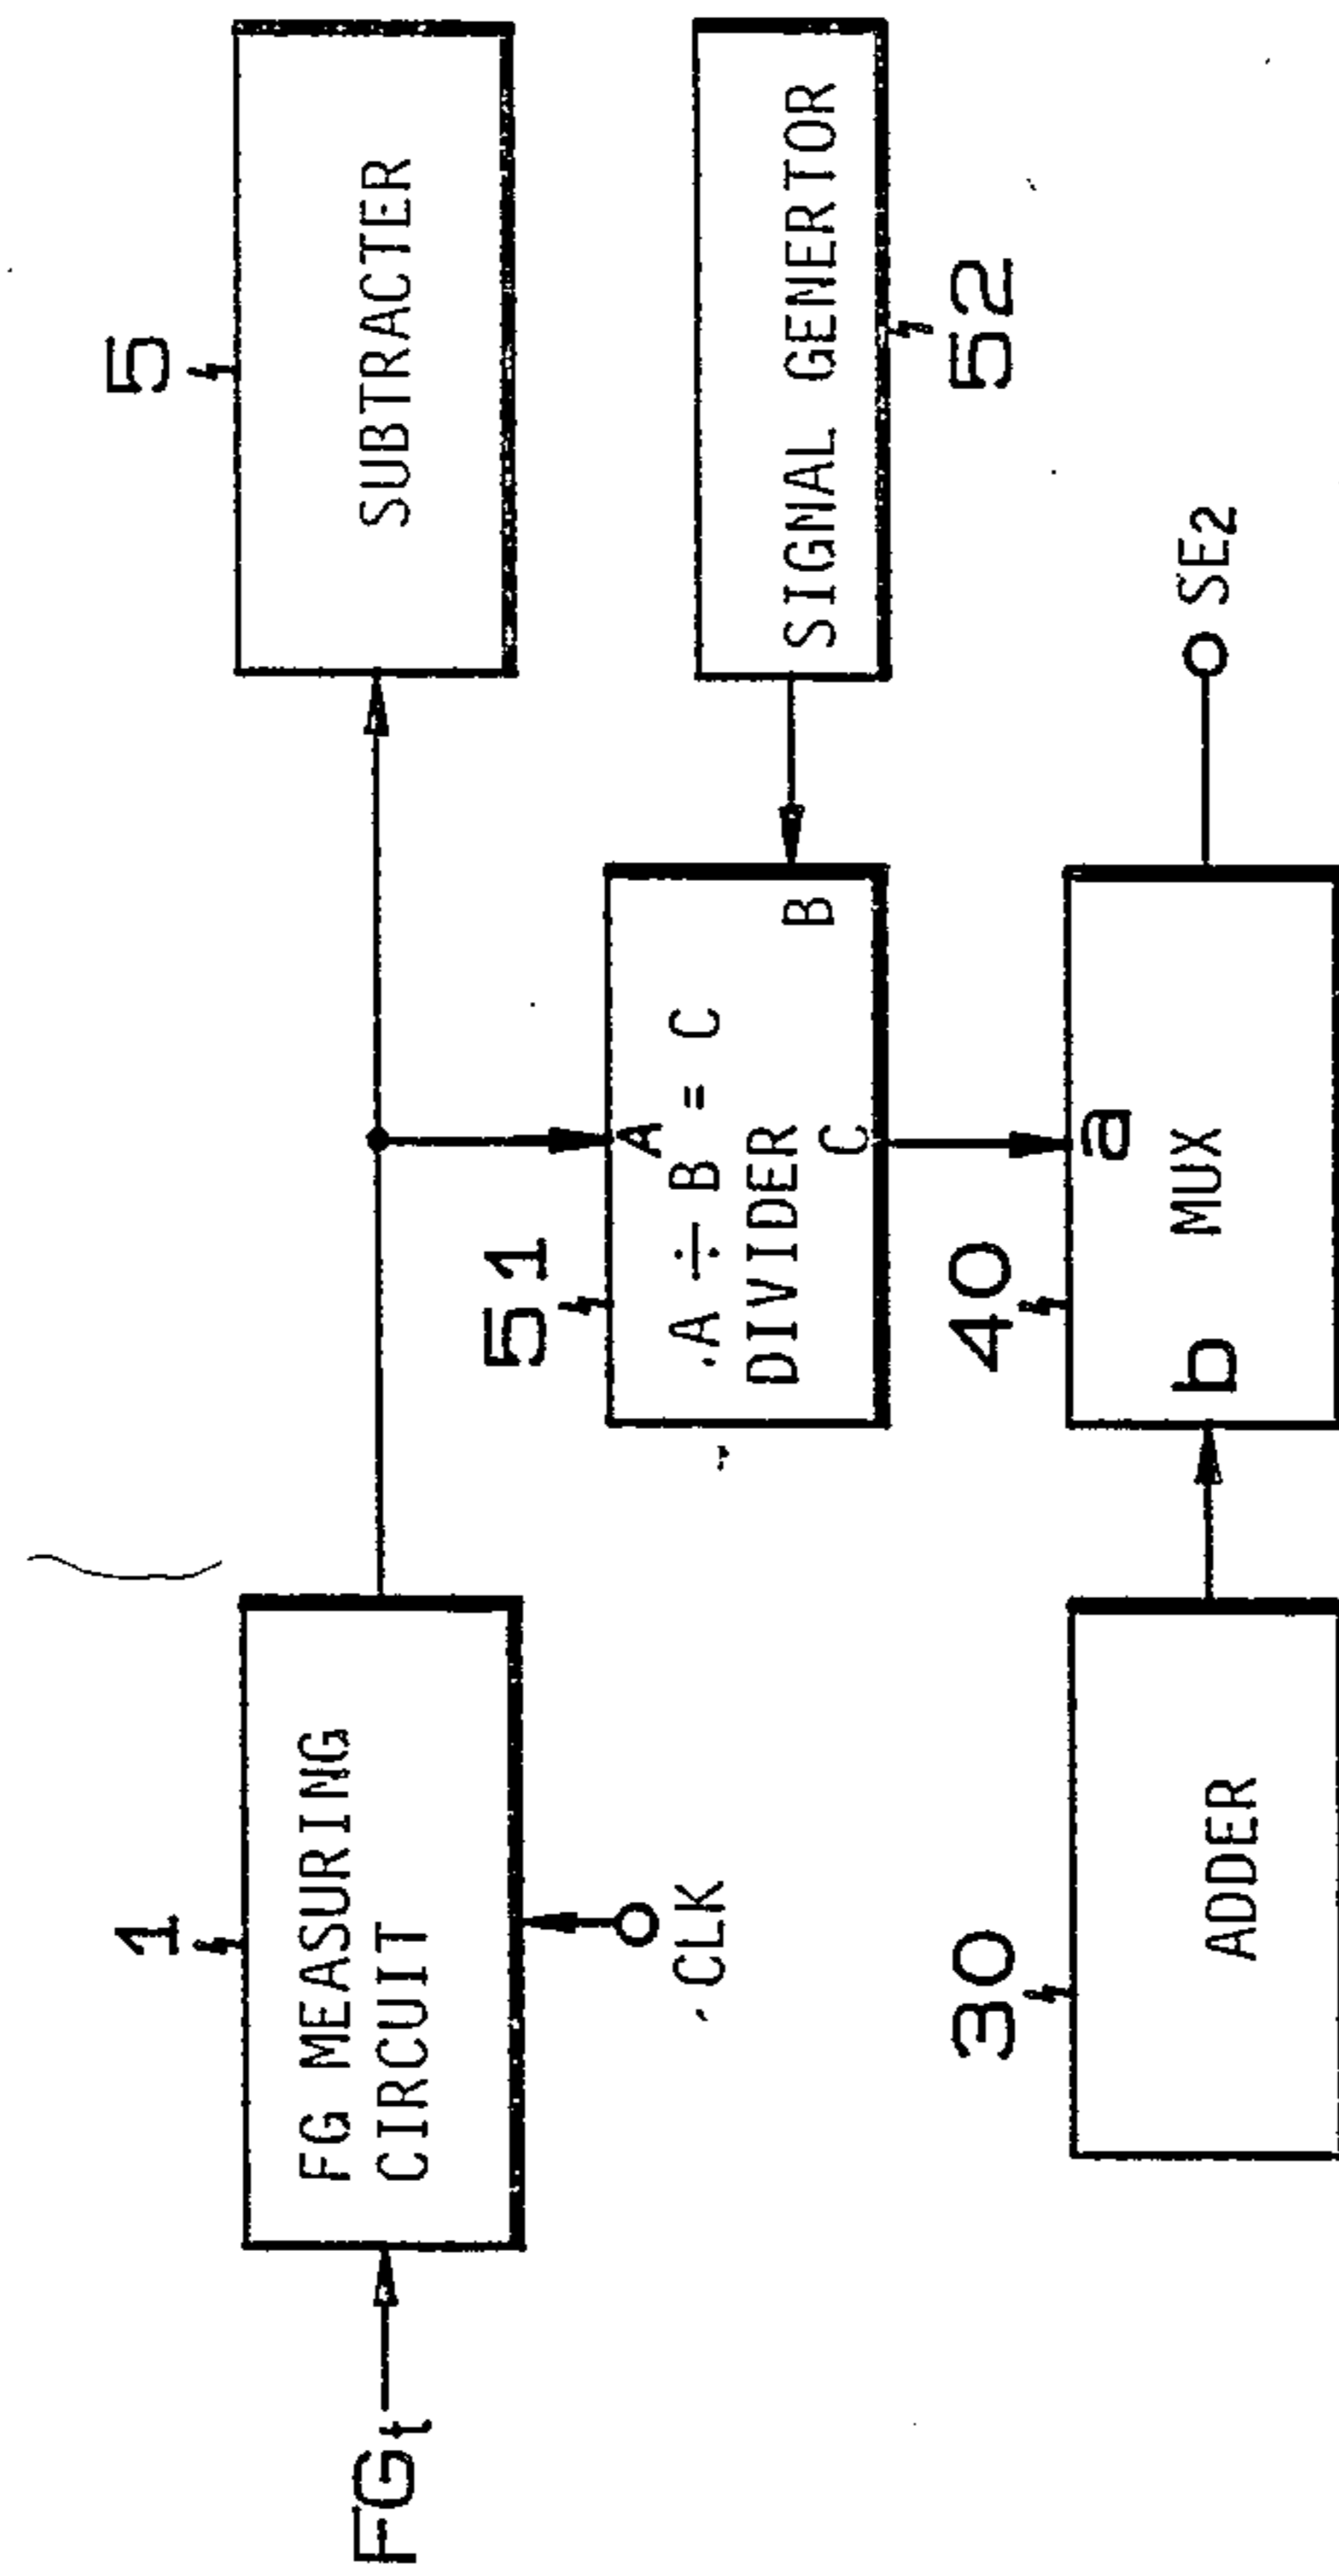 1
5
FGt
FG MEASURING
CIRCUIT
SUBTRACTER
CLK
51
A
A ÷ B = C
DIVIDER
B
C
SIGNAL GENERTOR
52
30
40
ADDER
a
b
MUX
SE2